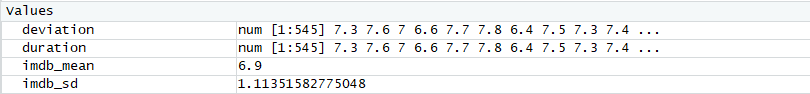 Values
deviation num [1:545] 7.3 7.6 7 6.6 7.7 7.8 6.4 7.5 7.3 7.4 ...
duration num [1:545] 7.3 7.6 7 6.6 7.7 7.8 6.4 7.5 7.3 7.4 ...
imdb_mean 6.9
imdb_sd 1.11351582775048